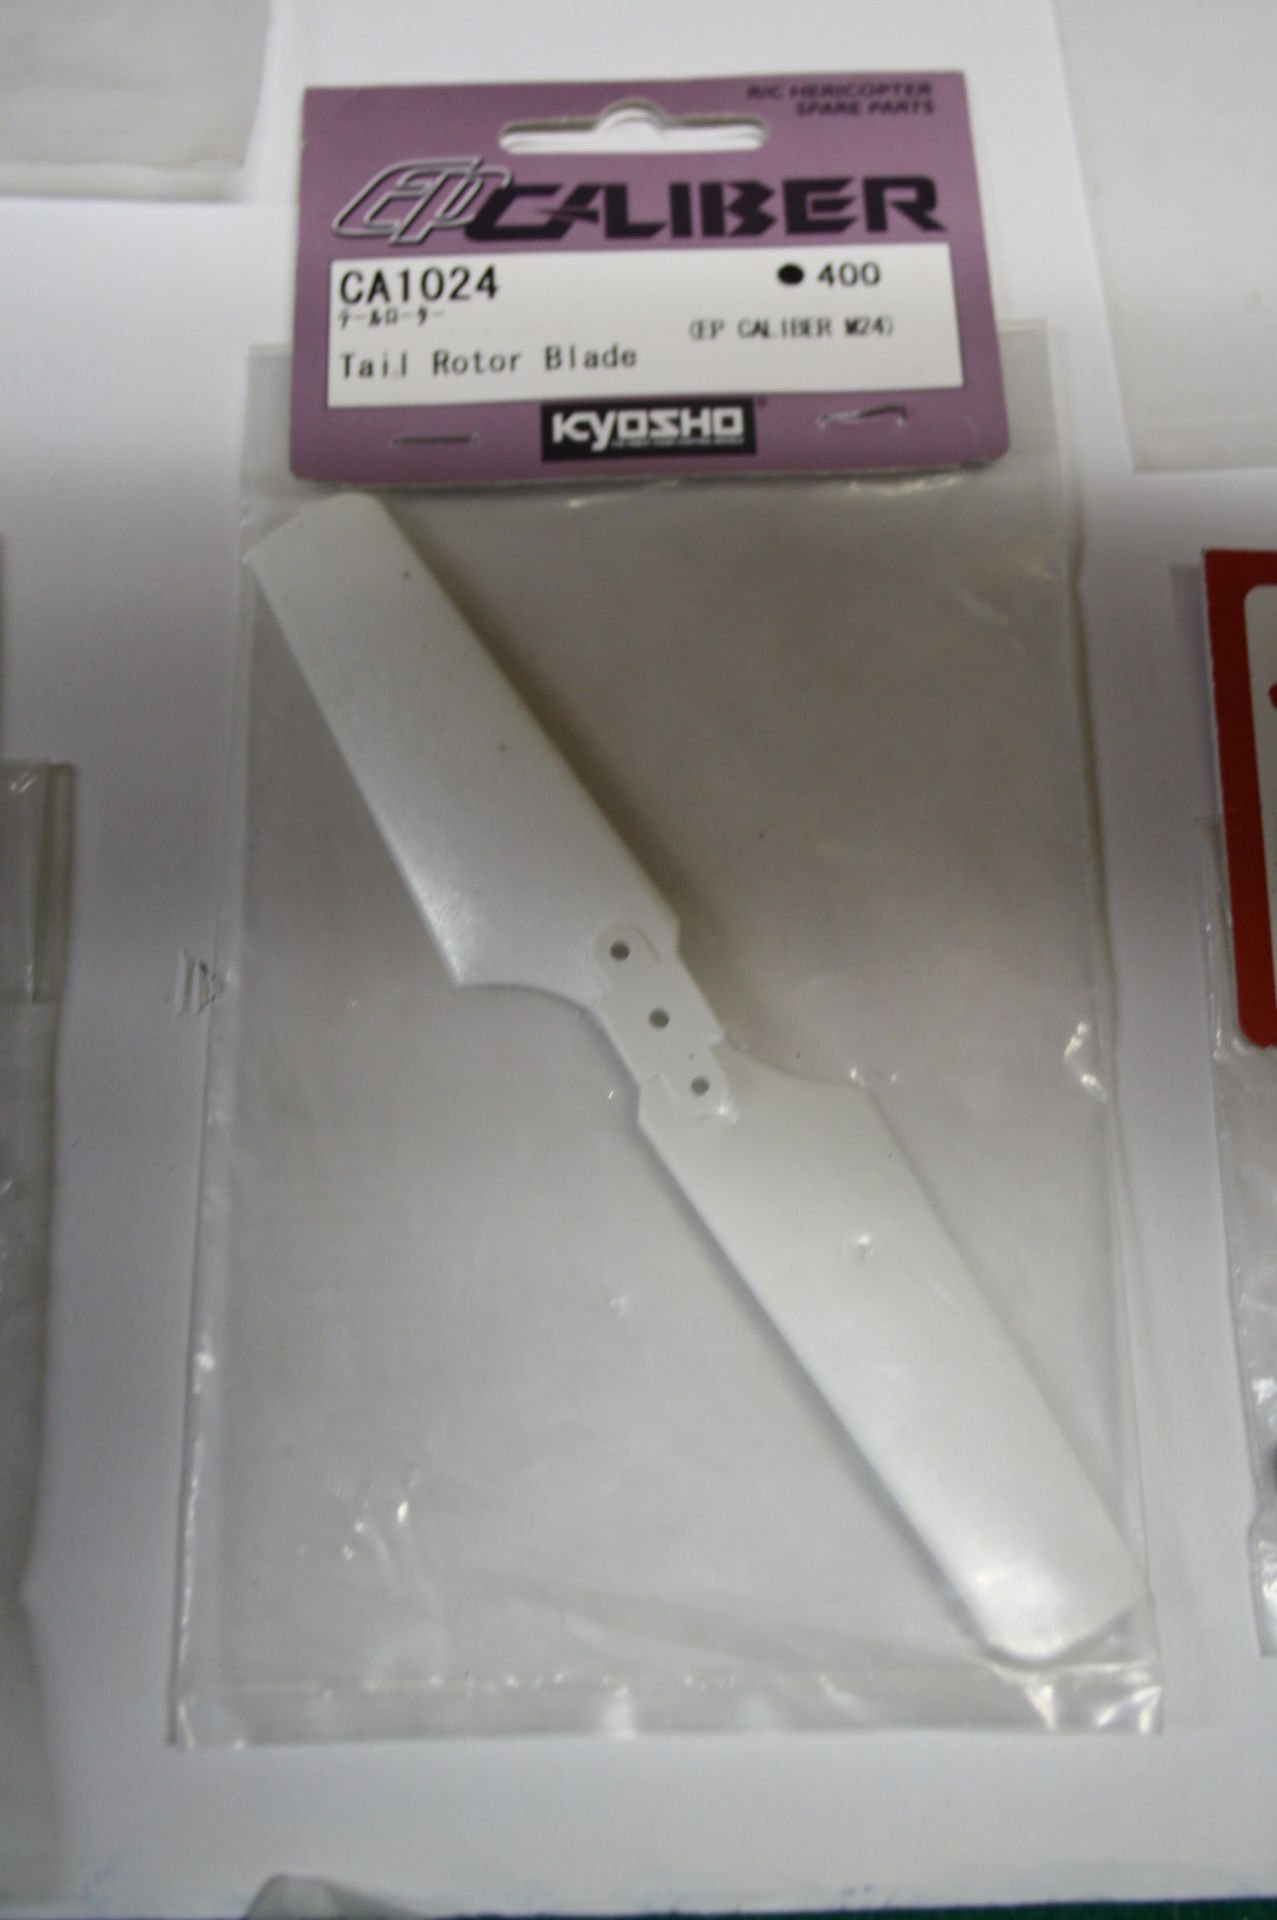 R/C HERICOPTER
SPARE PARTS
EP CALIBER
CA1024 ● 400
テールローター
(EP CALIBER M24)
Tail Rotor Blade
KYOSHO